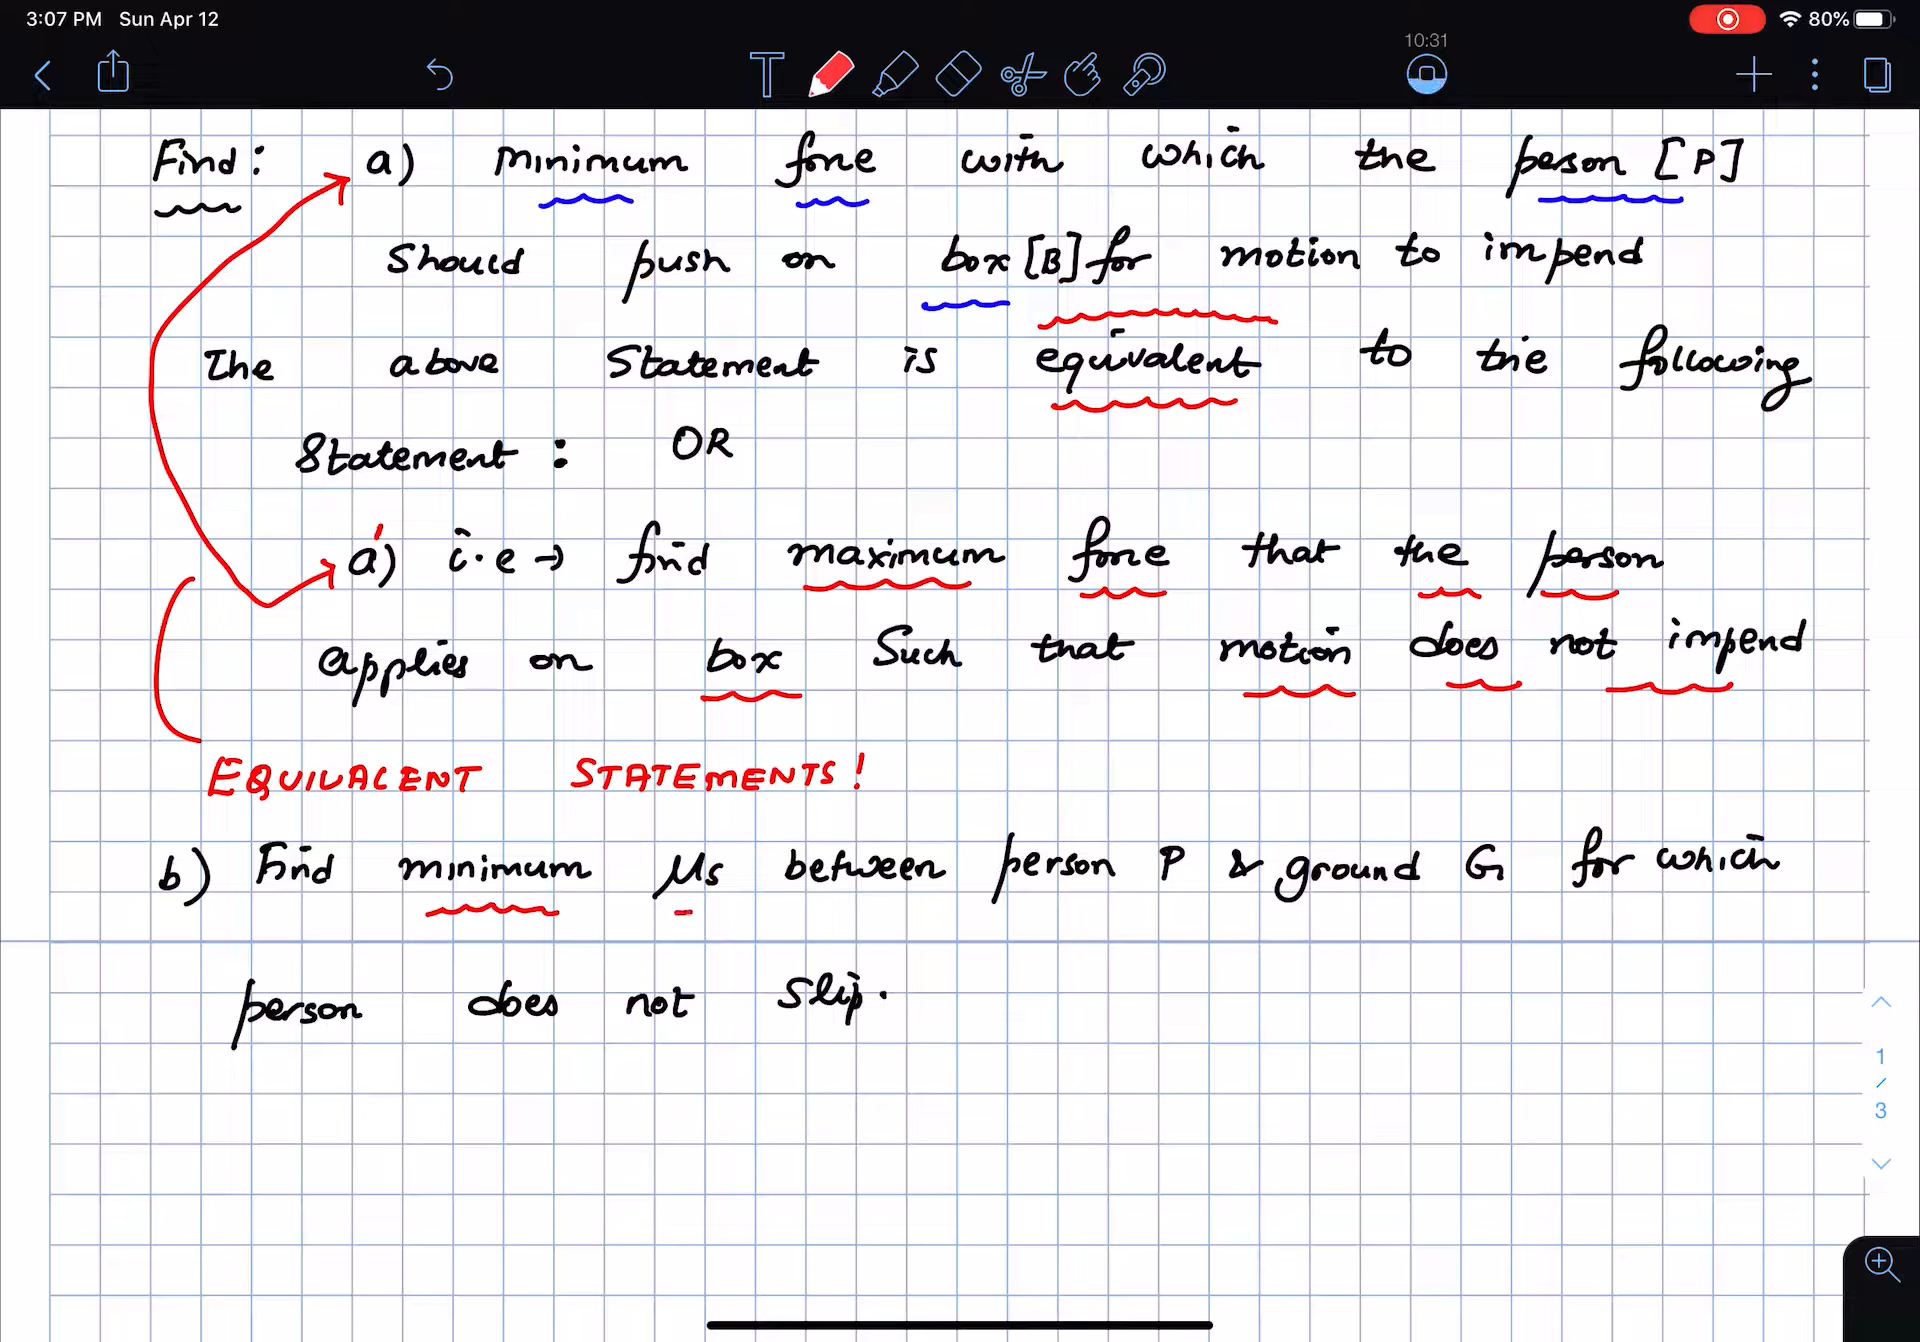 3:07 PM Sun Apr 12
80%
10:31
Find: a) minimum force with which the person [P]
should push on box [B] for motion to impend
The above statement is equivalent to the following
statement : OR
a') i.e → find maximum force that the person
applies on box such that motion does not impend
EQUIVALENT STATEMENTS!
b) Find minimum μs between person P & ground G for which
person does not slip.
1
/
3